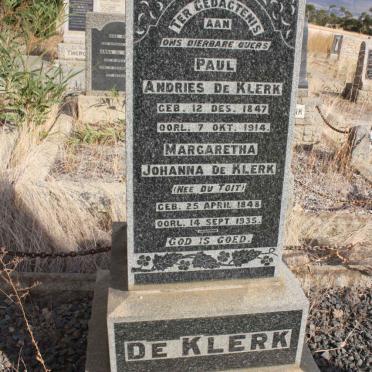 TER GEDACHTENIS
AAN
ONS DIERBARE OUERS
PAUL
ANDRIES DE KLERK
GEB. 12 DES. 1847
OORL. 7 OKT. 1914.
MARGARETHA
JOHANNA DE KLERK
(NEE DU TOIT)
GEB. 25 APRIL 1848
OORL. 14 SEPT. 1935.
GOD IS GOED.
DE KLERK